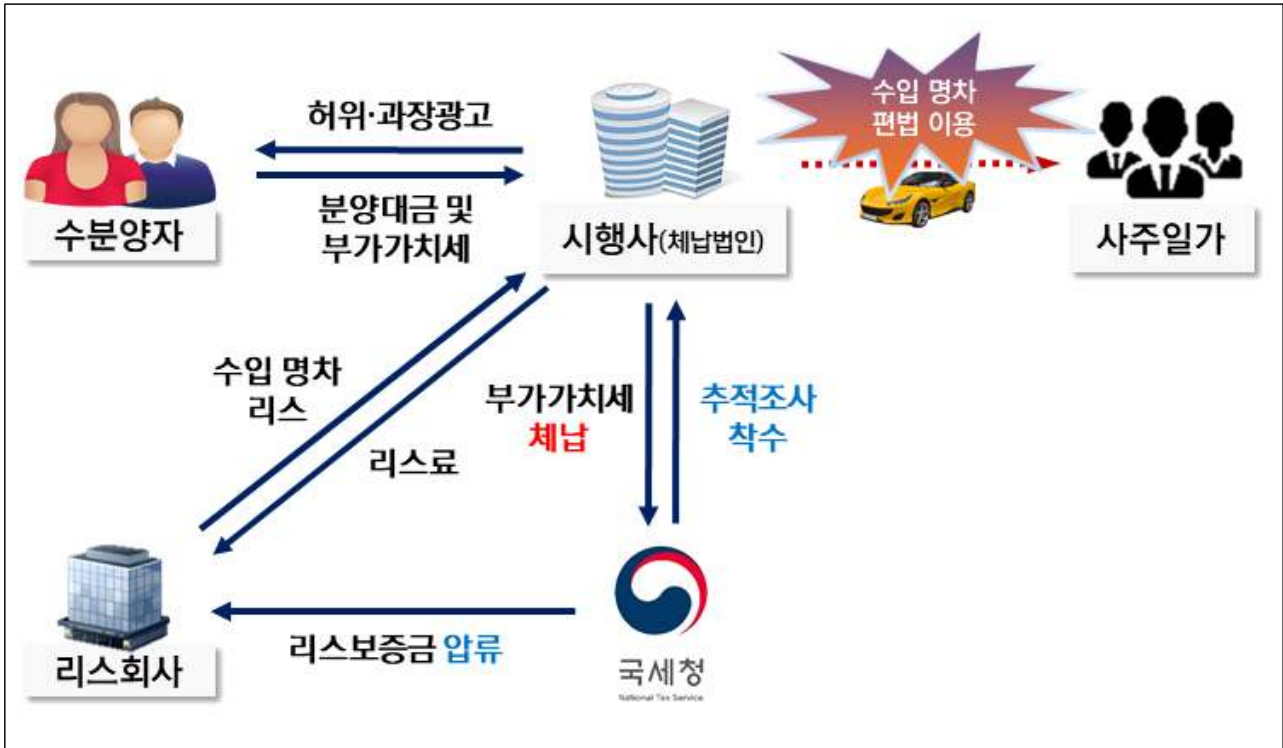 허위·과장광고
분양대금 및
부가가치세
수분양자
시행사(체납법인)
수입 명차
편법 이용
사주일가
수입 명차
리스
리스료
부가가치세
체납
추적조사
착수
리스회사
리스보증금 압류
국세청
National Tax Service